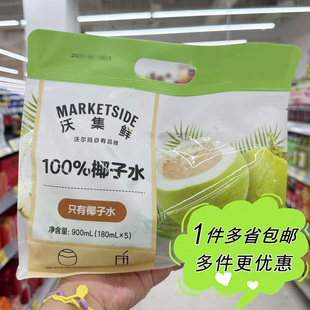 MARKETSIDE
沃集鲜
沃尔玛自有品牌
100%椰子水
只有椰子水
净含量: 900mL (180mL×5)
1件多省包邮
多件更优惠